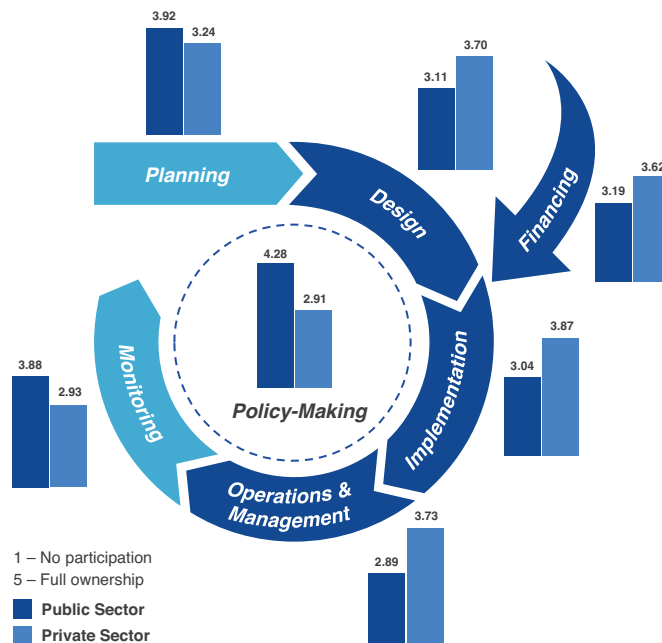 3.92
3.24
Planning
3.11
3.70
Design
Financing
3.19
3.62
4.28
2.91
Policy-Making
3.04
3.87
Implementation
3.88
2.93
Monitoring
Operations &
Management
2.89
3.73
1 – No participation
5 – Full ownership
Public Sector
Private Sector